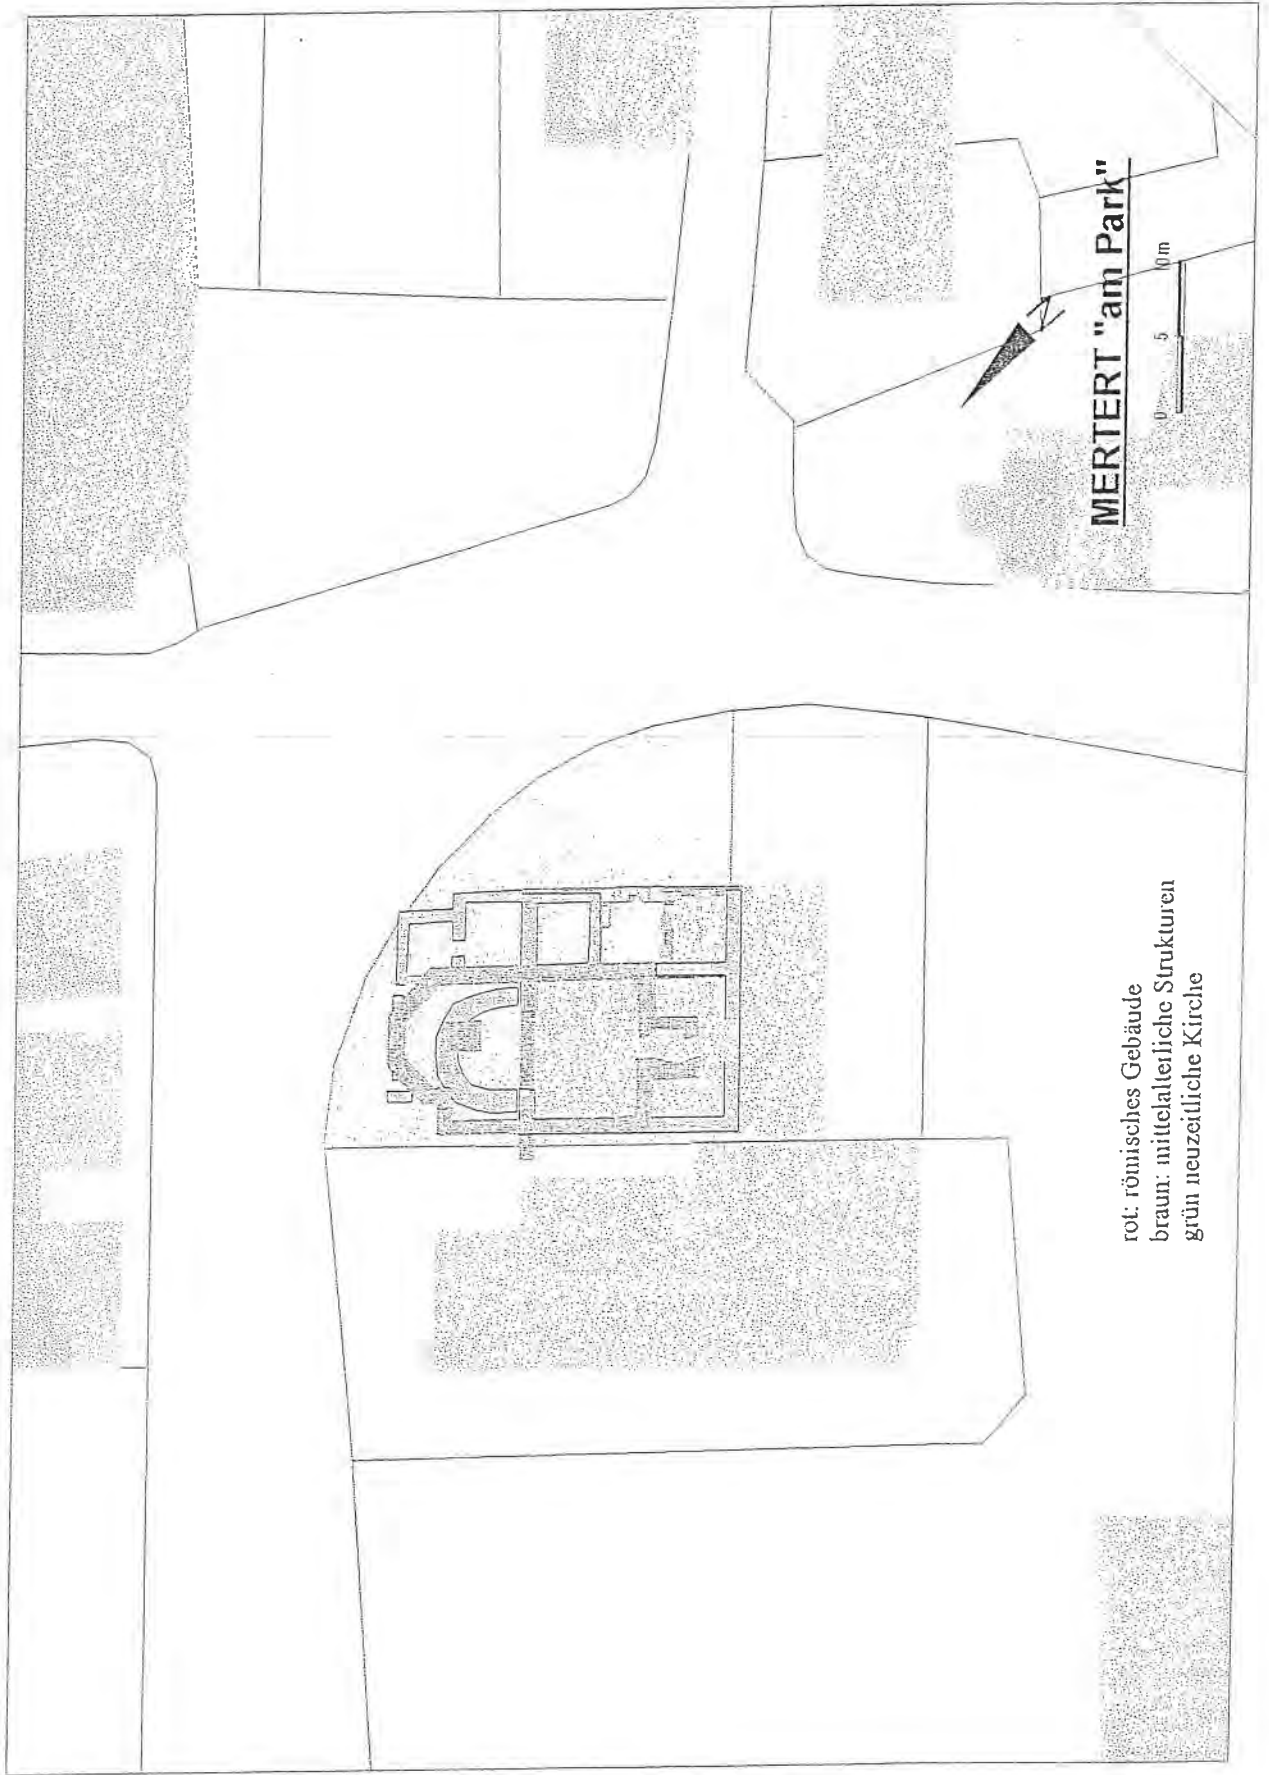 MERTERT "am Park"
N
0 5 10m
rot: römisches Gebäude
braun: mittelalterliche Strukturen
grün neuzeitliche Kirche